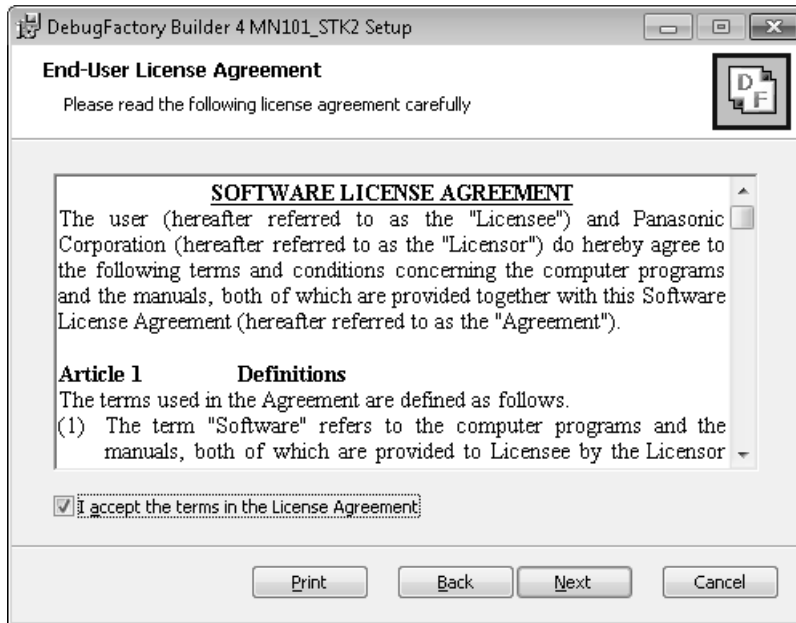 DebugFactory Builder 4 MN101_STK2 Setup
End-User License Agreement
Please read the following license agreement carefully
D
F
SOFTWARE LICENSE AGREEMENT
The user (hereafter referred to as the "Licensee") and Panasonic
Corporation (hereafter referred to as the "Licensor") do hereby agree to
the following terms and conditions concerning the computer programs
and the manuals, both of which are provided together with this Software
License Agreement (hereafter referred to as the "Agreement").
Article 1 Definitions
The terms used in the Agreement are defined as follows.
(1) The term "Software" refers to the computer programs and the
manuals, both of which are provided to Licensee by the Licensor
I accept the terms in the License Agreement
Print Back Next Cancel